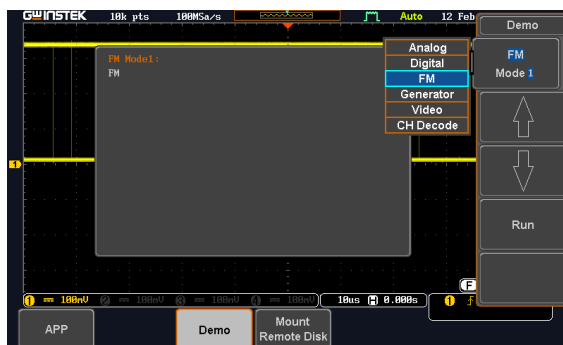 GWINSTEK 10k pts 100MSa/s Auto 12 Feb
Demo
FM Mode1:
FM
Analog
Digital
FM
Generator
Video
CH Decode
FM
Mode 1
Run
1
1 100mV 2 100mV 3 100mV 4 100mV 10us H 0.000s 1 F
APP
Demo
Mount
Remote Disk